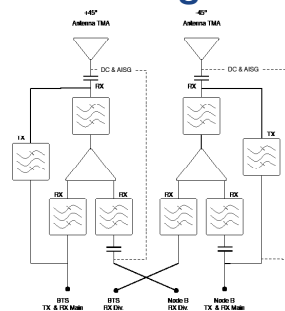 +45°
-45°
Antenna TMA
Antenna TMA
DC & AISG
DC & AISG
RX
RX
TX
TX
RX
RX
RX
RX
BTS
TX & RX Main
BTS
RX Div.
Node B
RX Div.
Node B
TX & RX Main